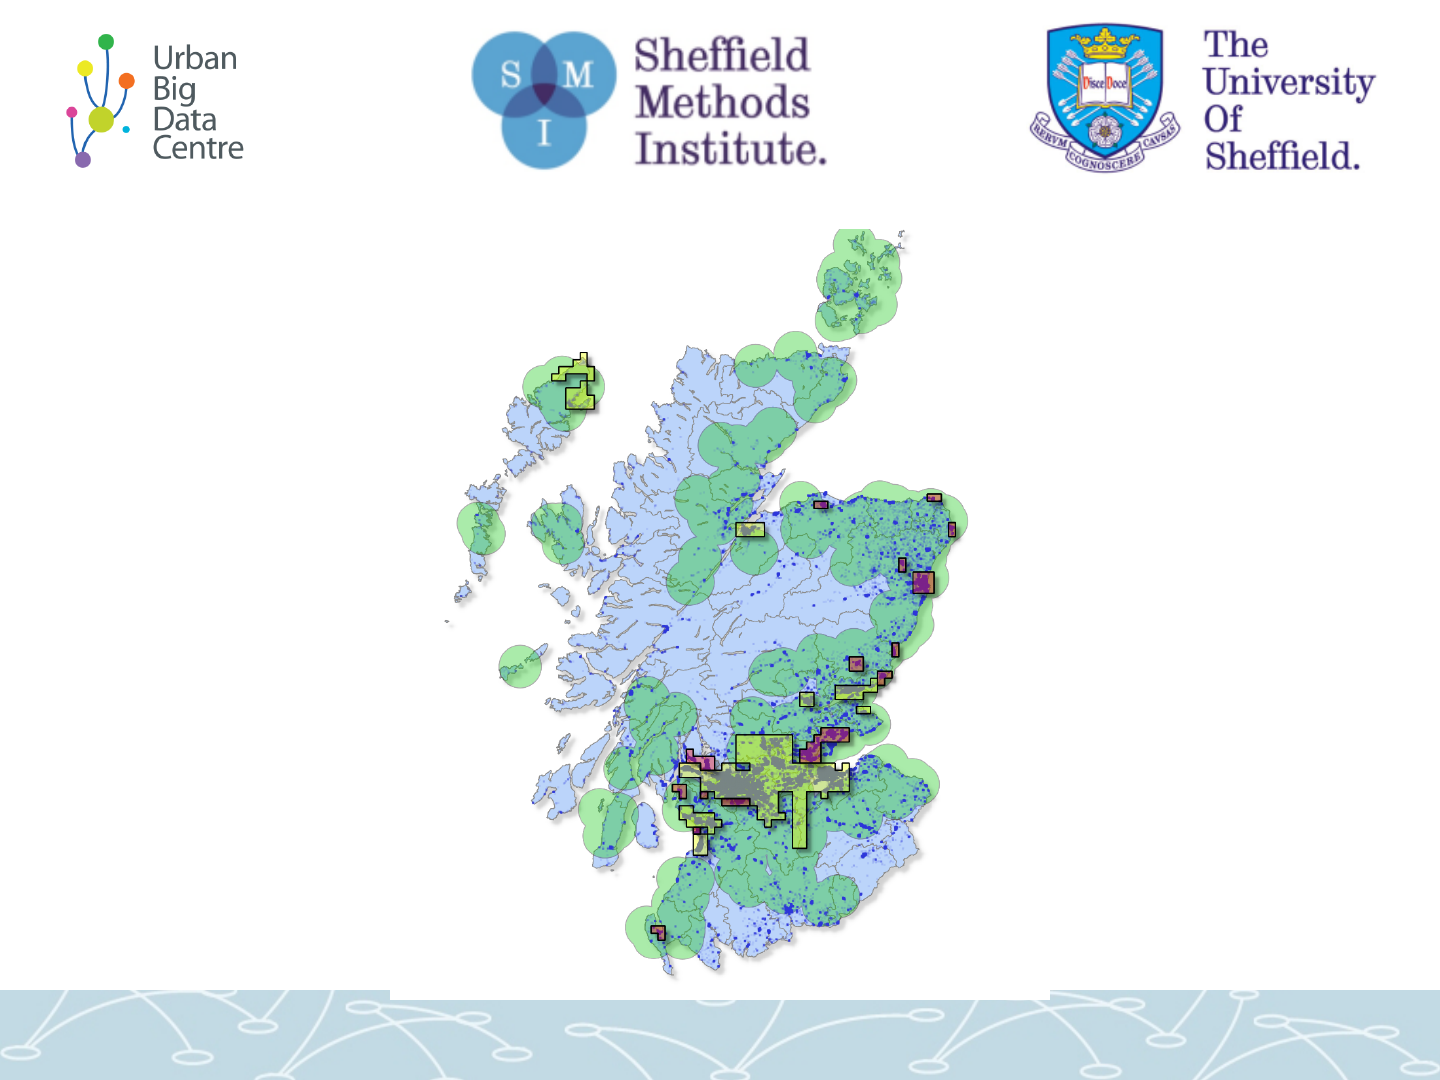 Urban
Big
Data
Centre
S M
I
Sheffield
Methods
Institute.
Disce Doce
RERVM COGNOSCERE CAVSAS
The
University
Of
Sheffield.